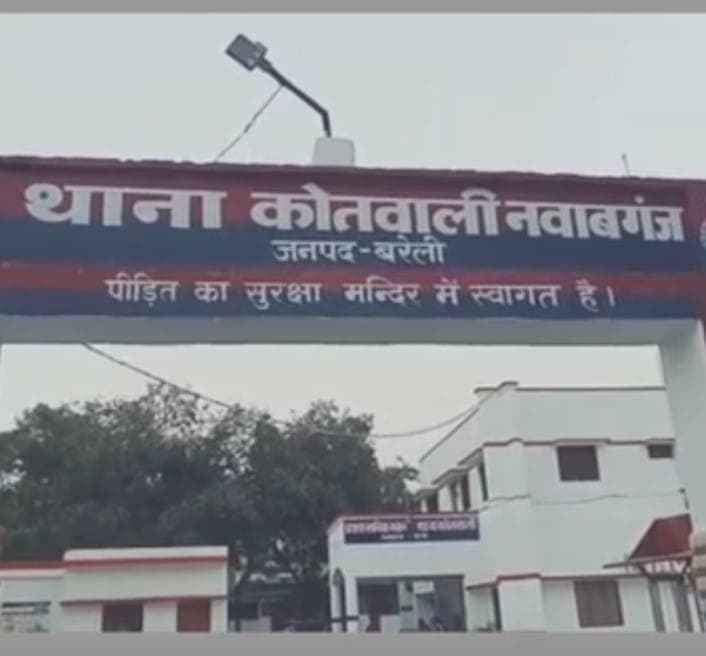 थाना कोतवाली नवाबगंज
जनपद-बरेली
पीड़ित का सुरक्षा मन्दिर में स्वागत है।